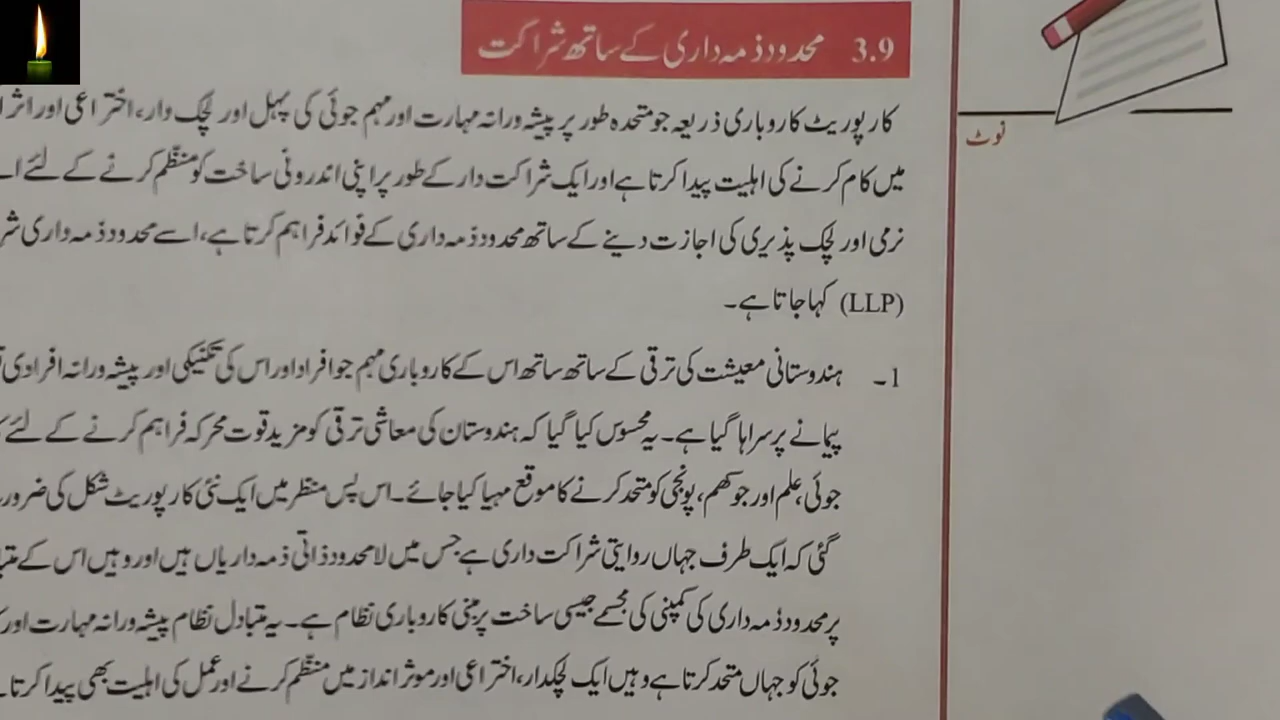 3.9 محدود ذمہ داری کے ساتھ شراکت
نوٹ
کارپوریٹ کاروباری ذریعہ جو متحدہ طور پر پیشہ ورانہ مہارت اور مہم جوئی کی پہل اور لچک وار، اختراعی اور
میں کام کرنے کی اہلیت پیدا کرتا ہے اور ایک شراکت دار کے طور پر اپنی اندرونی ساخت کو منظّم کرنے کے لئے
نرمی اور لچک پذیری کی اجازت دینے کے ساتھ محدود ذمہ داری کے فوائد فراہم کرتا ہے، اسے محدود ذمہ داری
(LLP) کہا جاتا ہے۔
1۔ ہندوستانی معیشت کی ترقی کے ساتھ ساتھ اس کے کاروباری مہم جو افراد اور اس کی تکنیکی اور پیشہ ورانہ افرادی
پیمانے پر سراہا گیا ہے۔ یہ محسوس کیا گیا کہ ہندوستان کی معاشی ترقی کو مزید قوت محرکہ فراہم کرنے کے لئے
جوئی، علم اور جوکھم، پونجی کو متحد کرنے کا موقع مہیا کیا جائے۔ اس پس منظر میں ایک نئی کارپوریٹ شکل کی
گئی کہ ایک طرف جہاں روایتی شراکت داری ہے جس میں لا محدود ذاتی ذمہ داریاں ہیں اور وہیں اس کے
پر محدود ذمہ داری کی کمپنی کی مجسمے جیسی ساخت پر مبنی کاروباری نظام ہے۔ یہ متبادل نظام پیشہ ورانہ مہارت اور
جوئی کو جہاں متحد کرتا ہے وہیں ایک لچکدار، اختراعی اور موثر انداز میں منظّم کرنے اور عمل کی اہلیت بھی پیدا کرتا